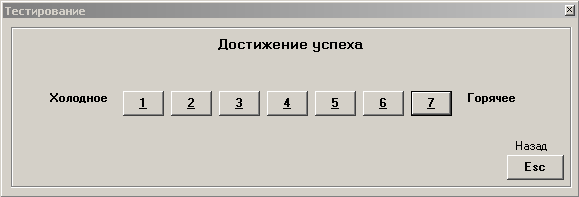 Тестирование
Достижение успеха
Холодное 1 2 3 4 5 6 7 Горячее
Назад
Esc